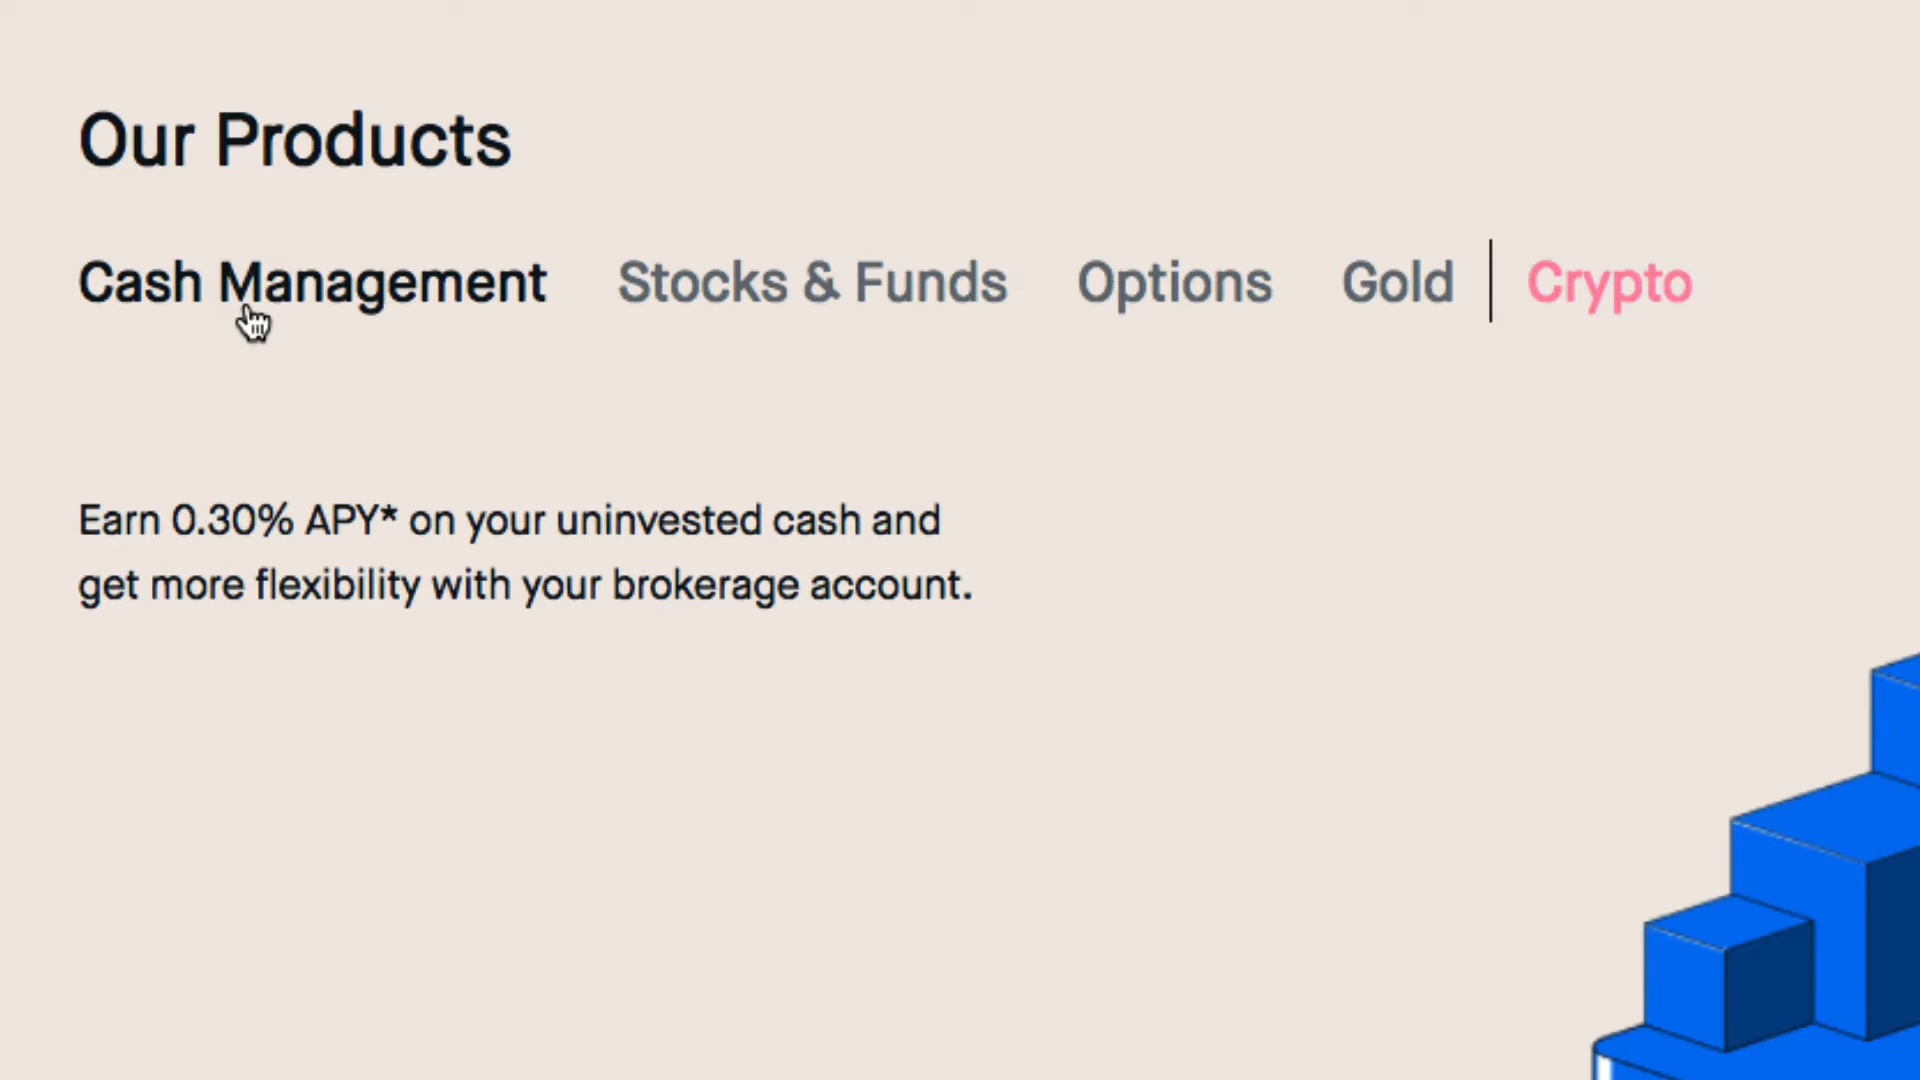 Our Products
Cash Management Stocks & Funds Options Gold Crypto
Earn 0.30% APY* on your uninvested cash and
get more flexibility with your brokerage account.